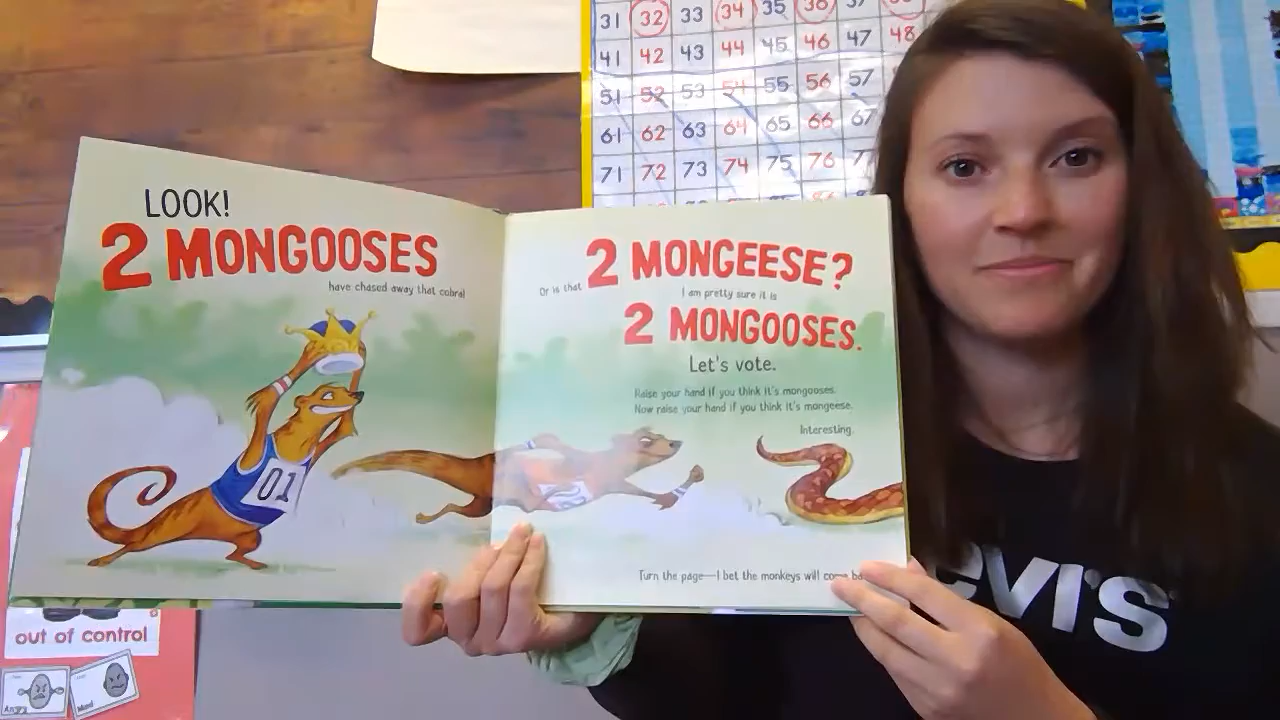 LOOK!
2 MONGOOSES
have chased away that cobra!
Or is that 2 MONGEESE?
I am pretty sure it is
2 MONGOOSES.
Let's vote.
Raise your hand if you think it's mongooses.
Now raise your hand if you think it's mongeese.
Interesting.
Turn the page—I bet the monkeys will come
01
31 32 33 34 35 36 37
41 42 43 44 45 46 47 48
51 52 53 54 55 56 57
61 62 63 64 65 66 67
71 72 73 74 75 76
out of control
Angry
Mad